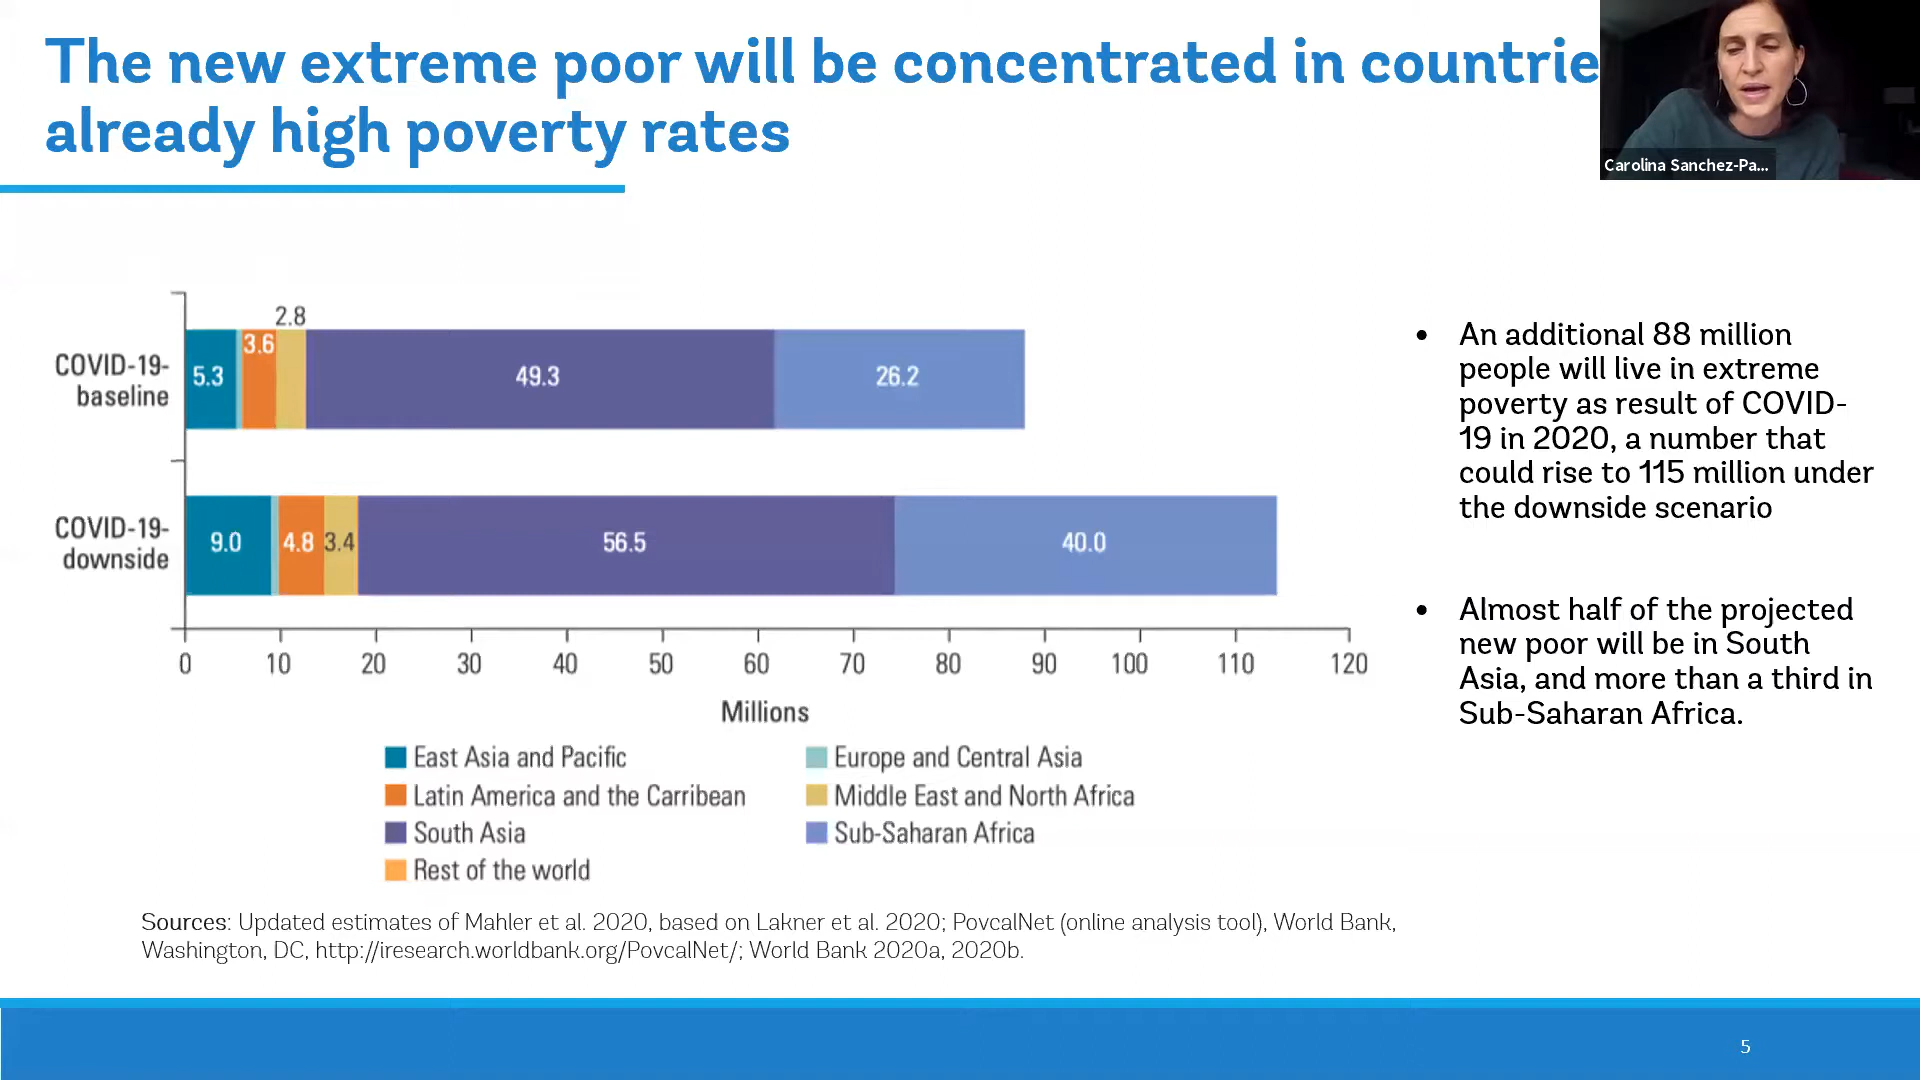 The new extreme poor will be concentrated in countrie
already high poverty rates
Carolina Sanchez-Pa...
2.8
3.6
COVID-19-
baseline
5.3
49.3
26.2
COVID-19-
downside
9.0
4.8
3.4
56.5
40.0
0 10 20 30 40 50 60 70 80 90 100 110 120
Millions
East Asia and Pacific
Europe and Central Asia
Latin America and the Carribean
Middle East and North Africa
South Asia
Sub-Saharan Africa
Rest of the world
• An additional 88 million
people will live in extreme
poverty as result of COVID-
19 in 2020, a number that
could rise to 115 million under
the downside scenario
• Almost half of the projected
new poor will be in South
Asia, and more than a third in
Sub-Saharan Africa.
Sources: Updated estimates of Mahler et al. 2020, based on Lakner et al. 2020; PovcalNet (online analysis tool), World Bank,
Washington, DC, http://iresearch.worldbank.org/PovcalNet/; World Bank 2020a, 2020b.
5